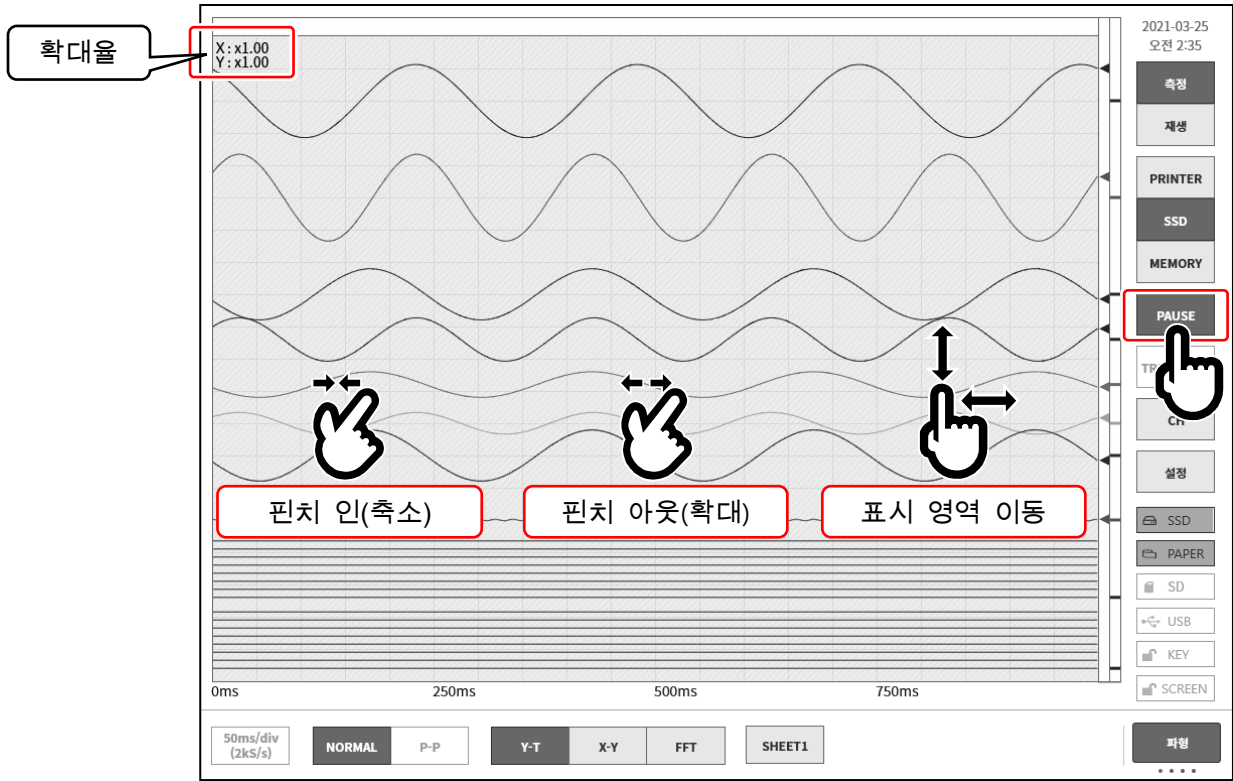 확대율
X:x1.00
Y:x1.00
2021-03-25
오전 2:35
측정
재생
PRINTER
SSD
MEMORY
PAUSE
CH
설정
핀치 인(축소)
핀치 아웃(확대)
표시 영역 이동
SSD
PAPER
SD
USB
KEY
SCREEN
0ms 250ms 500ms 750ms
50ms/div
(2kS/s)
NORMAL P-P Y-T X-Y FFT SHEET1 파형